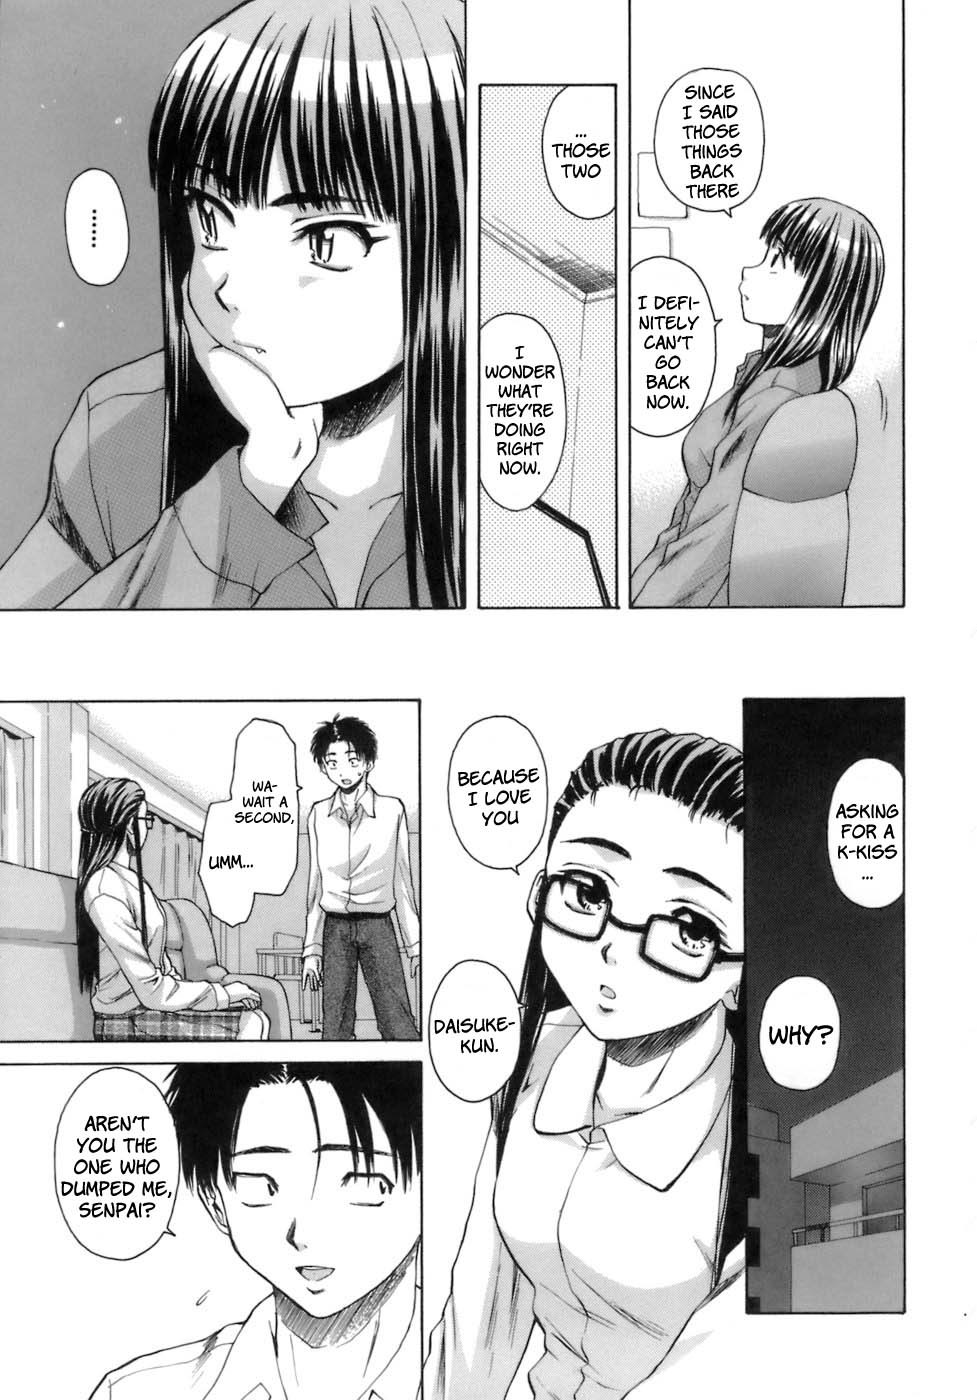 SINCE
I SAID
THOSE
THINGS
BACK
THERE
I DEFI-
NITELY
CAN'T
GO
BACK
NOW.
...
THOSE
TWO
I
WONDER
WHAT
THEY'RE
DOING
RIGHT
NOW.
......
ASKING
FOR A
K-KISS
...
WHY?
BECAUSE
I LOVE
YOU
DAISUKE-
KUN.
WA-
WAIT A
SECOND,
UMM...
AREN'T
YOU THE
ONE WHO
DUMPED ME,
SENPAI?